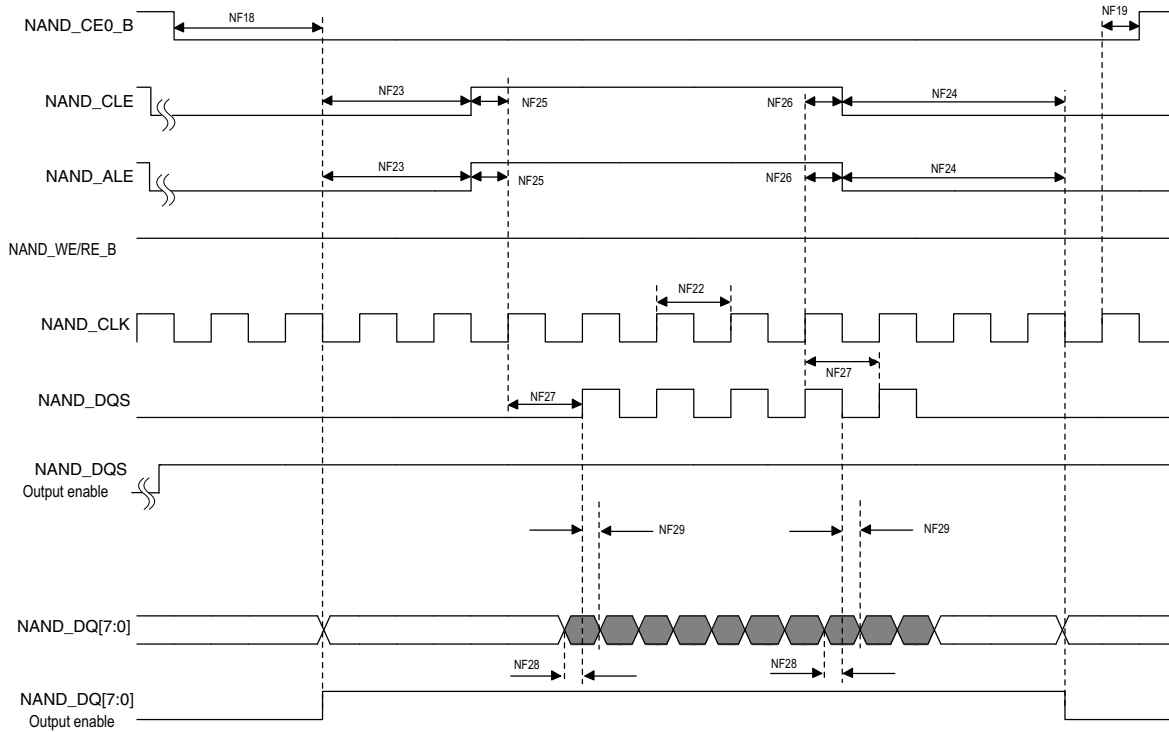 NF18
NF19
NAND_CE0_B
NF23
NF25
NF26
NF24
NAND_CLE
NF23
NF25
NF26
NF24
NAND_ALE
NAND_WE/RE_B
NF22
NAND_CLK
NF27
NF27
NAND_DQS
NAND_DQS
Output enable
NF29
NF29
NAND_DQ[7:0]
NF28
NF28
NAND_DQ[7:0]
Output enable